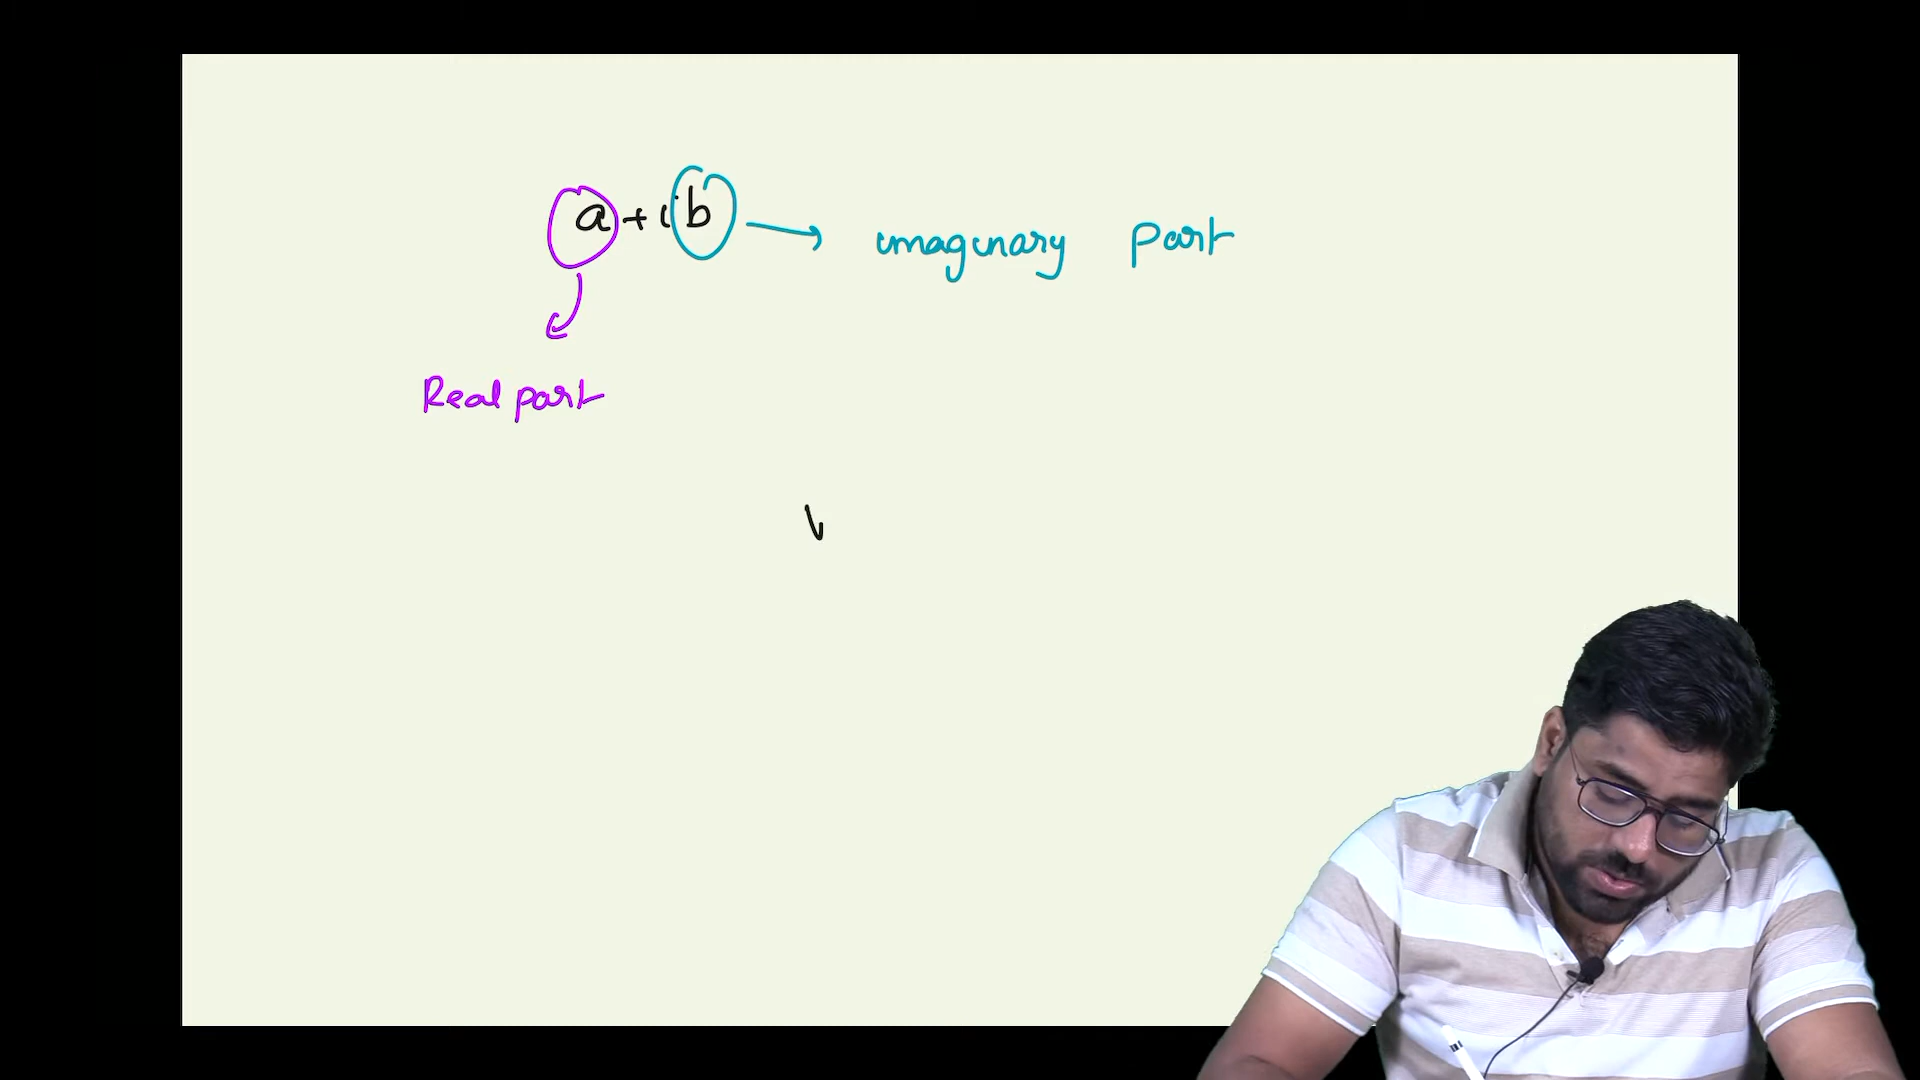 a + ib → imaginary part
Real part